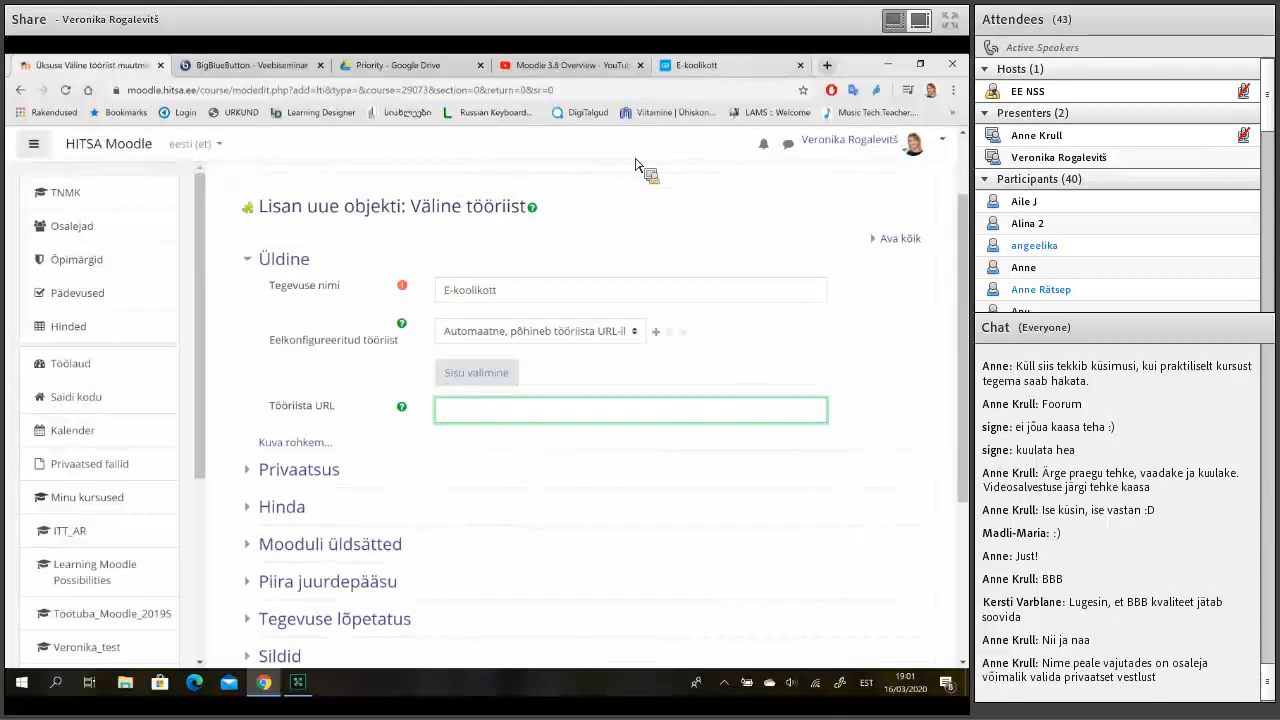 Share - Veronika Rogalevitš
Üksuse Väline tööriist muutmi
BigBlueButton - Veebiseminar
Priority - Google Drive
Moodle 3.8 Overview - YouTub
E-koolikott
moodle.hitsa.ee/course/modedit.php?add=lti&type=&course=29073&section=0&return=0&sr=0
Rakendused
Bookmarks
Login
URKUND
Learning Designer
Russian Keyboard...
DigiTalgud
Viitamine / Ühiskon...
LAMS :: Welcome
Music Tech Teacher...
HITSA Moodle
eesti (et)
Veronika Rogalevitš
TNMK
Osalejad
Õpimärgid
Pädevused
Hinded
Töölaud
Saidi kodu
Kalender
Privaatsed failid
Minu kursused
ITT_AR
Learning Moodle
Possibilities
Töötuba_Moodle_2019S
Veronika_test
Lisan uue objekti: Väline tööriist
Ava kõik
Üldine
Tegevuse nimi
E-koolikott
Eelkonfigureeritud tööriist
Automaatne, põhineb tööriista URL-il
Sisu valimine
Tööriista URL
Kuva rohkem...
Privaatsus
Hinda
Mooduli üldsätted
Piira juurdepääsu
Tegevuse lõpetatus
Sildid
EST
19:01
16/03/2020
8
Attendees (43)
Active Speakers
Hosts (1)
EE NSS
Presenters (2)
Anne Krull
Veronika Rogalevitš
Participants (40)
Aile J
Alina 2
angeelika
Anne
Anne Rätsep
Chat (Everyone)
Anne: Küll siis tekkib küsimusi, kui praktiliselt kursust
tegema saab hakata.
Anne Krull: Foorum
signe: ei jõua kaasa teha :)
signe: kuulata hea
Anne Krull: Ärge praegu tehke, vaadake ja kuulake.
Videosalvestuse järgi tehke kaasa
Anne Krull: Ise küsin, ise vastan :D
Madli-Maria: :)
Anne: Just!
Anne Krull: BBB
Kersti Varblane: Lugesin, et BBB kvaliteet jätab
soovida
Anne Krull: Nii ja naa
Anne Krull: Nime peale vajutades on osaleja
võimalik valida privaatset vestlust